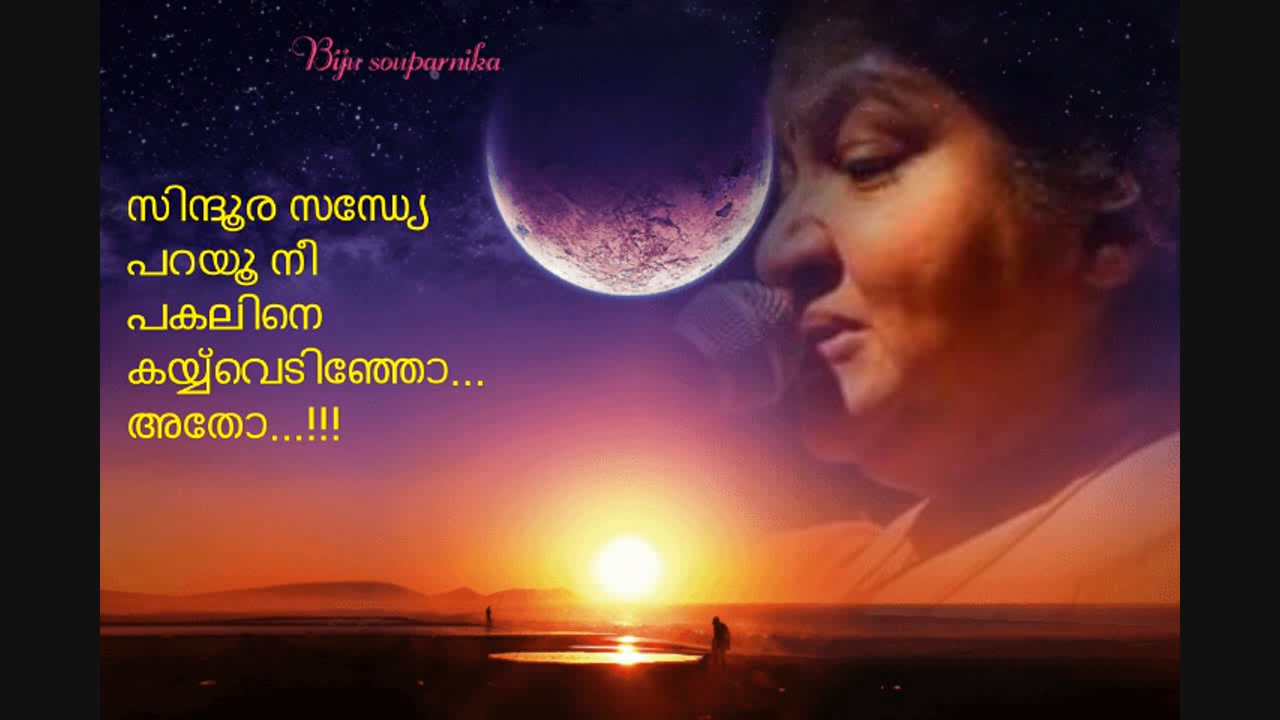 Biju souparnika
സിന്ദൂര സന്ധ്യേ
പറയൂ നീ
പകലിനെ
കയ്യ്‌വെടിഞ്ഞോ...
അതോ...!!!